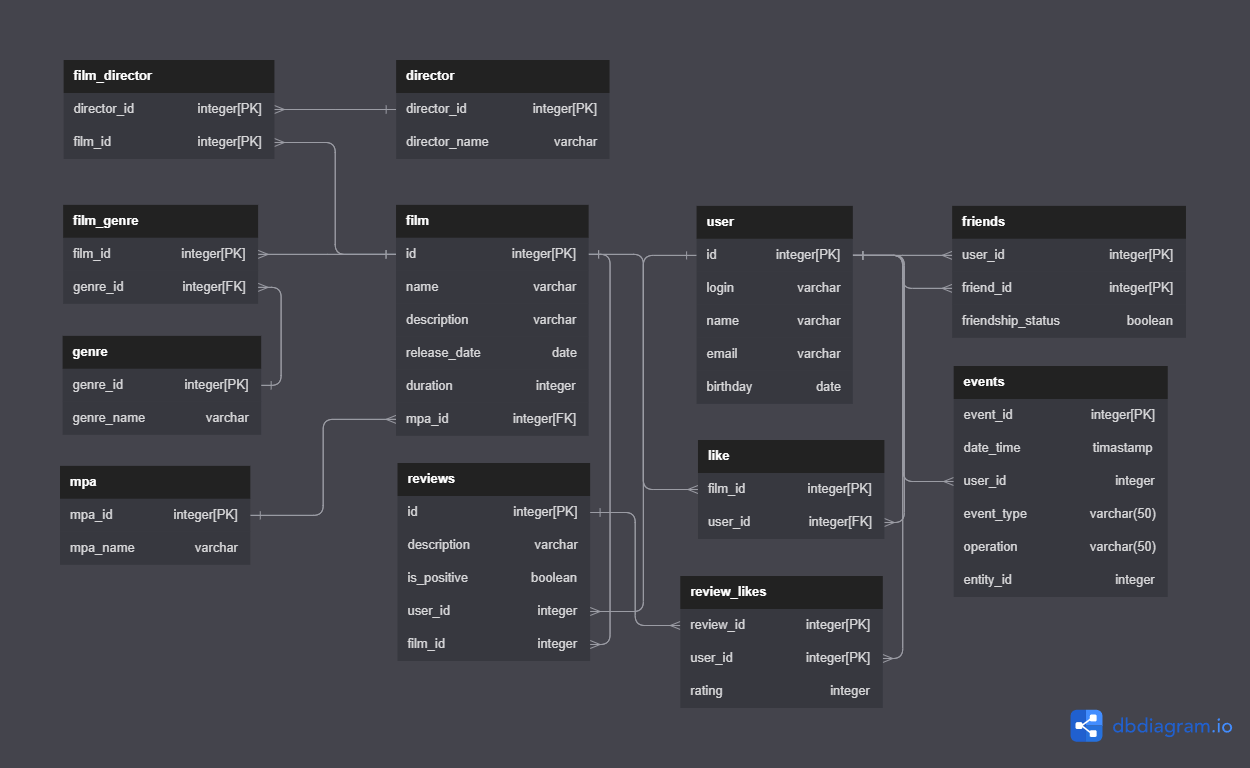 film_director
director_id integer[PK]
film_id integer[PK]
director
director_id integer[PK]
director_name varchar
film_genre
film_id integer[PK]
genre_id integer[FK]
film
id integer[PK]
name varchar
description varchar
release_date date
duration integer
mpa_id integer[FK]
user
id integer[PK]
login varchar
name varchar
email varchar
birthday date
friends
user_id integer[PK]
friend_id integer[PK]
friendship_status boolean
genre
genre_id integer[PK]
genre_name varchar
events
event_id integer[PK]
date_time timastamp
user_id integer
event_type varchar(50)
operation varchar(50)
entity_id integer
mpa
mpa_id integer[PK]
mpa_name varchar
reviews
id integer[PK]
description varchar
is_positive boolean
user_id integer
film_id integer
like
film_id integer[PK]
user_id integer[FK]
review_likes
review_id integer[PK]
user_id integer[PK]
rating integer
dbdiagram.io